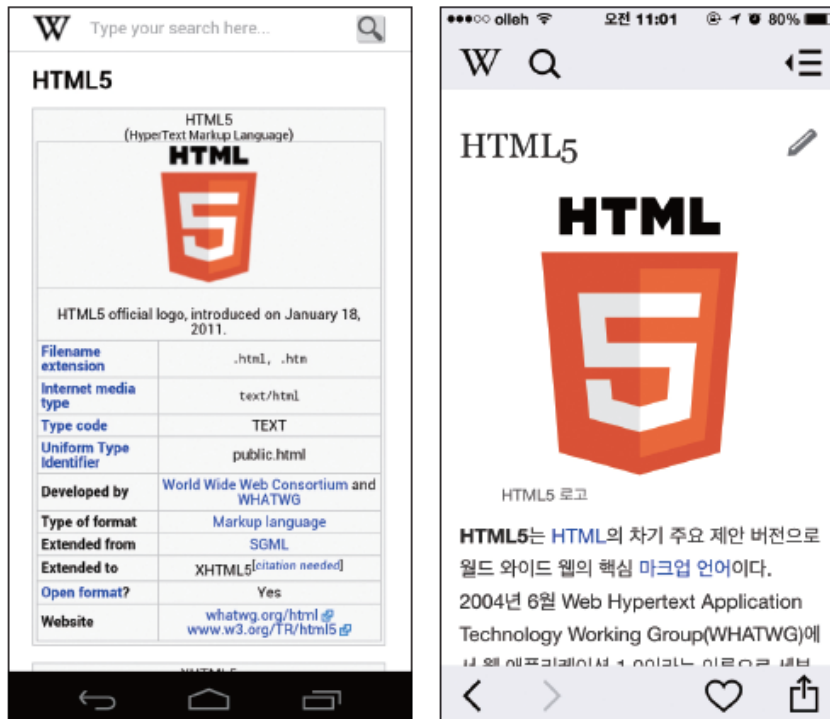 W Type your search here...
HTML5
HTML5
(HyperText Markup Language)
HTML
5
HTML5 official logo, introduced on January 18,
2011.
Filename
extension
.html, .htm
Internet media
type
text/html
Type code TEXT
Uniform Type
Identifier
public.html
Developed by
World Wide Web Consortium and
WHATWG
Type of format Markup language
Extended from SGML
Extended to XHTML5[citation needed]
Open format? Yes
Website
whatwg.org/html
www.w3.org/TR/html5
olleh 오전 11:01 80%
W
HTML5
HTML
5
HTML5 로고
HTML5는 HTML의 차기 주요 제안 버전으로
월드 와이드 웹의 핵심 마크업 언어이다.
2004년 6월 Web Hypertext Application
Technology Working Group(WHATWG)에